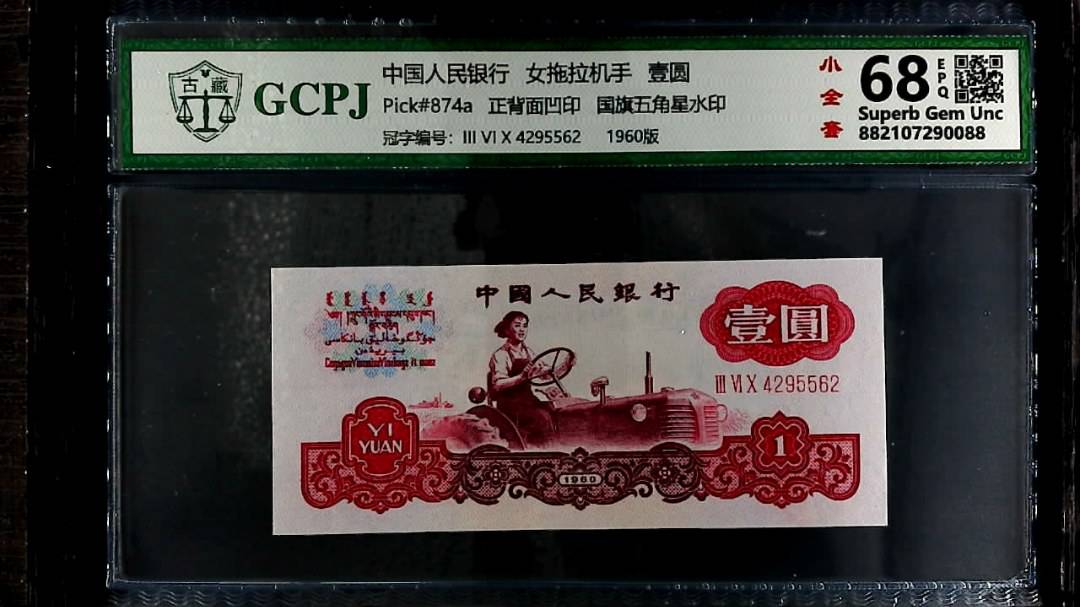 古藏
GCPJ
中国人民银行 女拖拉机手 壹圆
Pick#874a 正背面凹印 国旗五角星水印
冠字编号: III VI X 4295562 1960版
小全套
68 EPQ
Superb Gem Unc
882107290088
中國人民銀行
壹圓
III VI X 4295562
YI
YUAN
1
1960